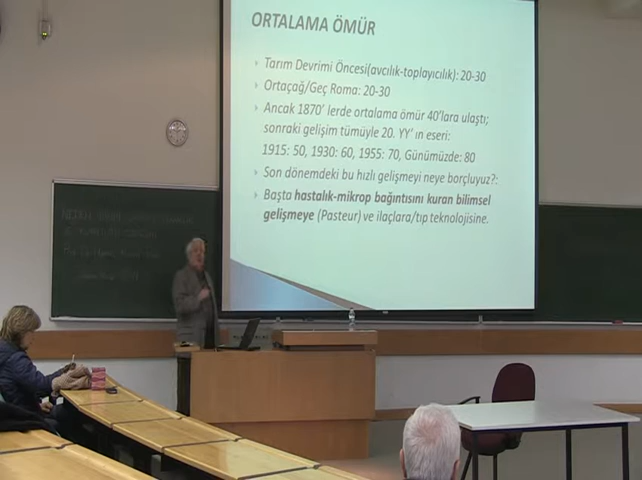 ORTALAMA ÖMÜR
Tarım Devrimi Öncesi(avcılık-toplayıcılık): 20-30
Ortaçağ/Geç Roma: 20-30
Ancak 1870' lerde ortalama ömür 40'lara ulaştı;
sonraki gelişim tümüyle 20. YY' ın eseri:
1915: 50, 1930: 60, 1955: 70, Günümüzde: 80
Son dönemdeki bu hızlı gelişmeyi neye borçluyuz?:
Başta hastalık-mikrop bağıntısını kuran bilimsel
gelişmeye (Pasteur) ve ilaçlara/tıp teknolojisine.